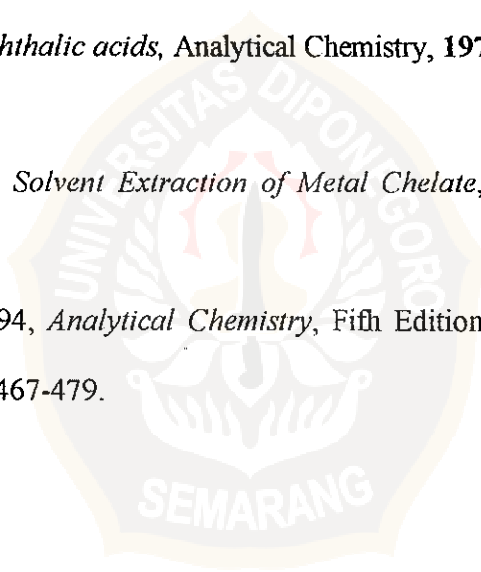 hthalic acids, Analytical Chemistry, 197
Solvent Extraction of Metal Chelate,
94, Analytical Chemistry, Fifth Edition
467-479.
UNIVERSITAS DIPONEGORO
SEMARANG